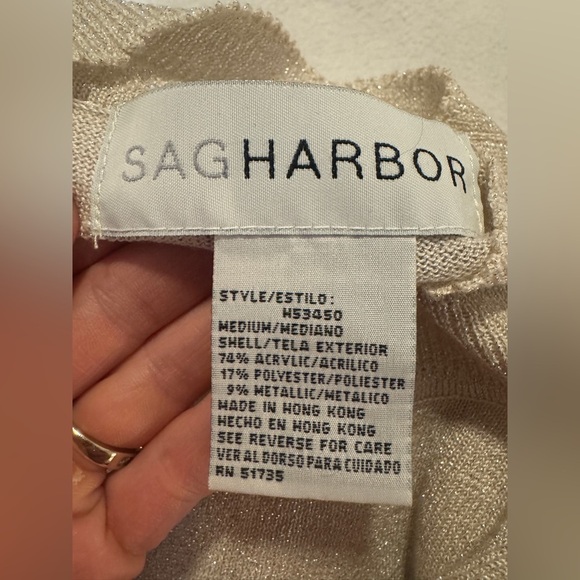 SAGHARBOR
STYLE/ESTILO:
H53450
MEDIUM/MEDIANO
SHELL/TELA EXTERIOR
74% ACRYLIC/ACRILICO
17% POLYESTER/POLIESTER
9% METALLIC/METALICO
MADE IN HONG KONG
HECHO EN HONG KONG
SEE REVERSE FOR CARE
VER AL DORSO PARA CUIDADO
RN 51735